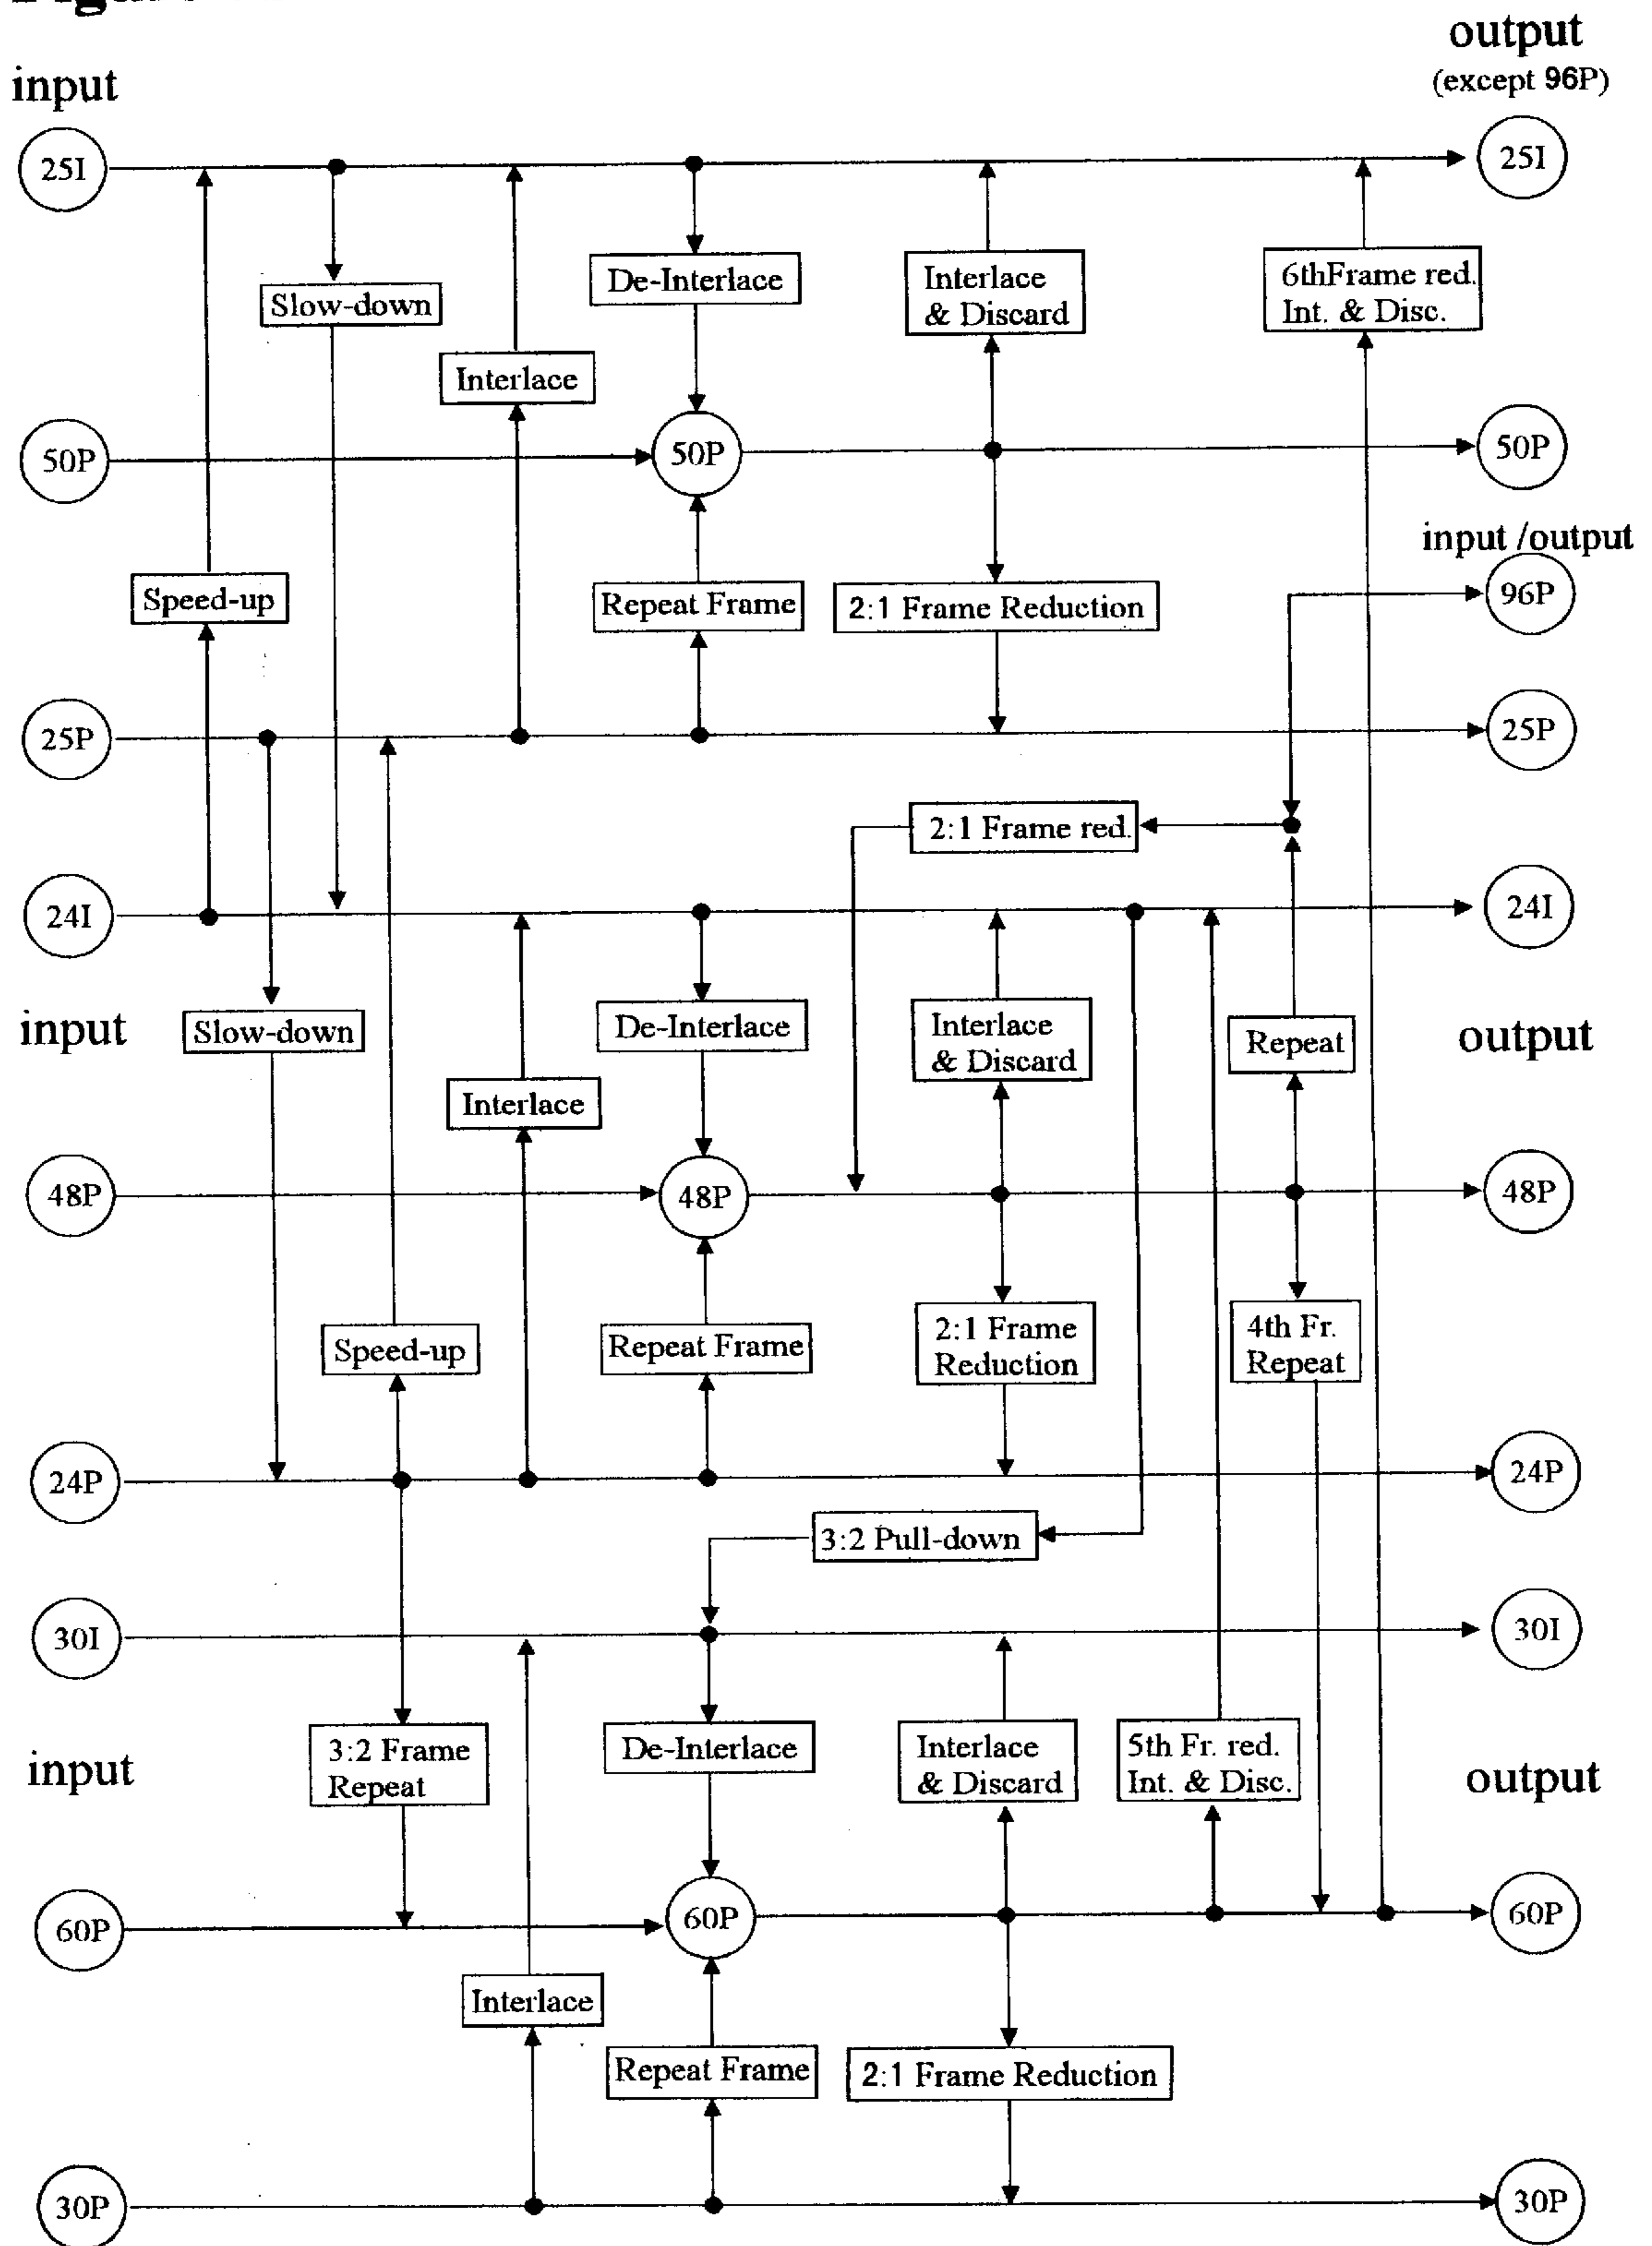 output
input
(except 96P)
25I
25I
De-Interlace
Interlace
& Discard
6thFrame red.
Int. & Disc.
Slow-down
Interlace
50P
50P
50P
input /output
Speed-up
Repeat Frame
2:1 Frame Reduction
96P
25P
25P
2:1 Frame red.
24I
24I
input
Slow-down
De-Interlace
Interlace
& Discard
Repeat
output
Interlace
48P
48P
48P
Speed-up
Repeat Frame
2:1 Frame
Reduction
4th Fr.
Repeat
24P
24P
3:2 Pull-down
30I
30I
input
3:2 Frame
Repeat
De-Interlace
Interlace
& Discard
5th Fr. red.
Int. & Disc.
output
60P
60P
60P
Interlace
Repeat Frame
2:1 Frame Reduction
30P
30P